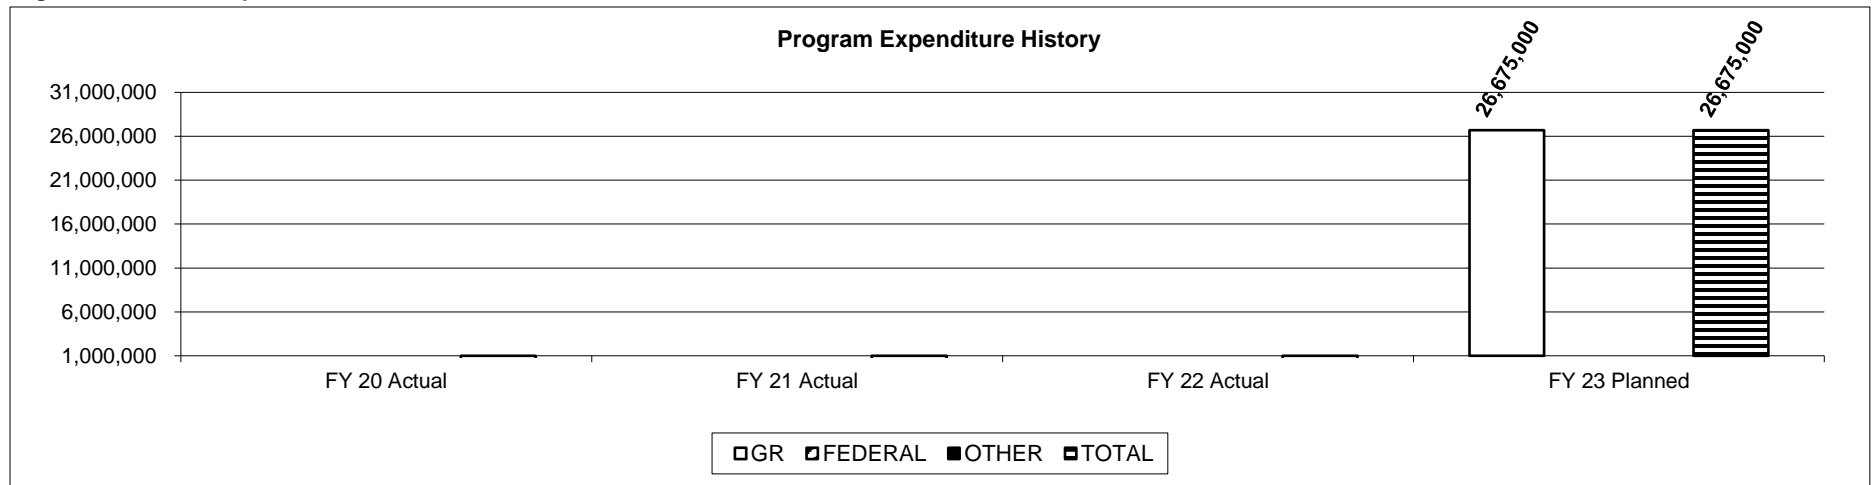 Program Expenditure History
26,675,000 26,675,000
31,000,000
26,000,000
21,000,000
16,000,000
11,000,000
6,000,000
1,000,000
FY 20 Actual FY 21 Actual FY 22 Actual FY 23 Planned
GR FEDERAL OTHER TOTAL